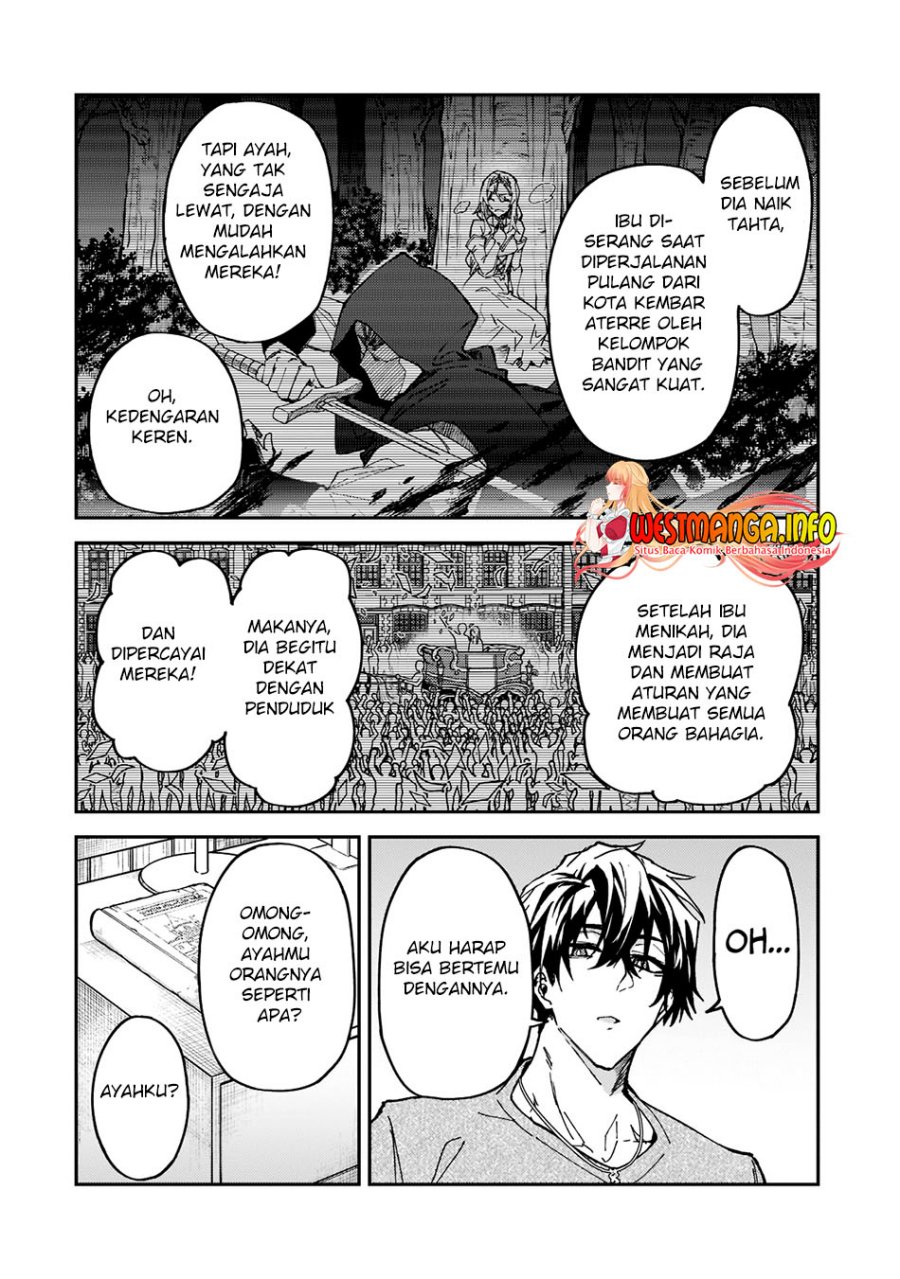 SEBELUM
DIA NAIK
TAHTA,
IBU DI-
SERANG SAAT
DIPERJALANAN
PULANG DARI
KOTA KEMBAR
ATERRE OLEH
KELOMPOK
BANDIT YANG
SANGAT KUAT.
TAPI AYAH,
YANG TAK
SENGAJA
LEWAT, DENGAN
MUDAH
MENGALAHKAN
MEREKA!
OH,
KEDENGARAN
KEREN.
WESTMANGA.INFO
Situs Baca Komik Berbahasa Indonesia
SETELAH IBU
MENIKAH, DIA
MENJADI RAJA
DAN MEMBUAT
ATURAN YANG
MEMBUAT SEMUA
ORANG BAHAGIA.
MAKANYA,
DIA BEGITU
DEKAT
DENGAN
PENDUDUK
DAN
DIPERCAYAI
MEREKA!
OH...
AKU HARAP
BISA BERTEMU
DENGANNYA.
OMONG-
OMONG,
AYAHMU
ORANGNYA
SEPERTI
APA?
AYAHKU?